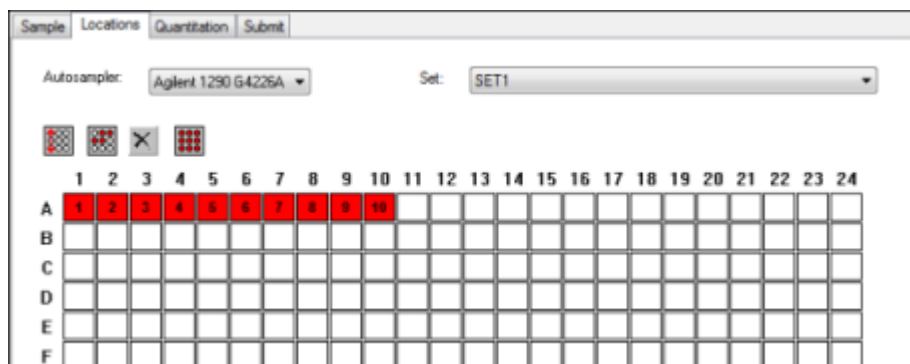 Sample Locations Quantitation Submit
Autosampler: Agilent 1290 G4226A Set: SET1
1 2 3 4 5 6 7 8 9 10 11 12 13 14 15 16 17 18 19 20 21 22 23 24
A 1 2 3 4 5 6 7 8 9 10
B
C
D
E
F